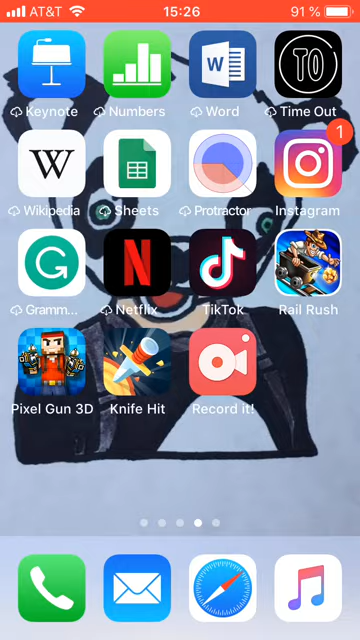 AT&T 15:26 91 %
TO
Keynote Numbers Word Time Out
W
W
1
Wikipedia Sheets Protractor Instagram
G
N
Gramm... Netflix TikTok Rail Rush
Pixel Gun 3D Knife Hit Record it!